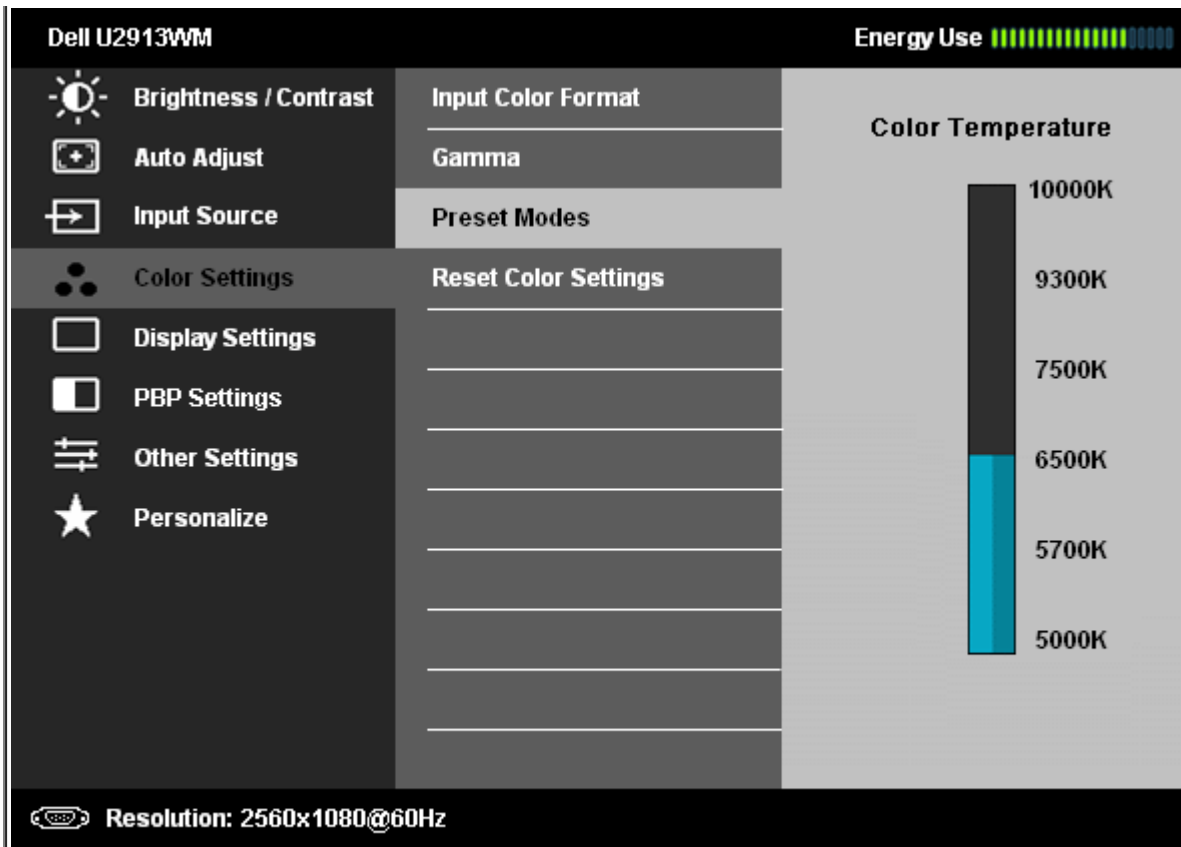 Dell U2913WM
Energy Use
Brightness / Contrast
Auto Adjust
Input Source
Color Settings
Display Settings
PBP Settings
Other Settings
Personalize
Input Color Format
Gamma
Preset Modes
Reset Color Settings
Color Temperature
10000K
9300K
7500K
6500K
5700K
5000K
Resolution: 2560x1080@60Hz